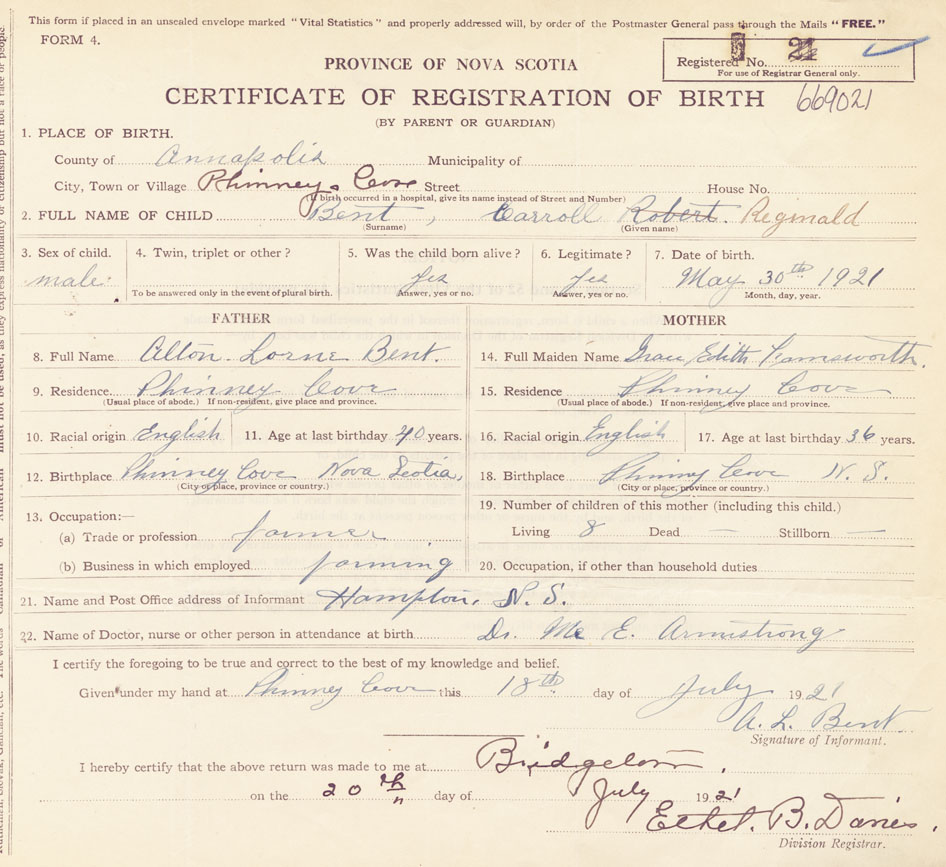 This form if placed in an unsealed envelope marked "Vital Statistics" and properly addressed will, by order of the Postmaster General pass through the Mails "FREE."
FORM 4.
Registered No. 21
For use of Registrar General only.
PROVINCE OF NOVA SCOTIA
CERTIFICATE OF REGISTRATION OF BIRTH 669021
(BY PARENT OR GUARDIAN)
1. PLACE OF BIRTH.
County of Annapolis Municipality of
City, Town or Village Phinneys Cove Street House No.
(If birth occurred in a hospital, give its name instead of Street and Number)
2. FULL NAME OF CHILD Bent, Carroll Robert. Reginald
(Surname) (Given name)
3. Sex of child. 4. Twin, triplet or other? 5. Was the child born alive? 6. Legitimate? 7. Date of birth.
male. Yes Yes May 30th 1921
To be answered only in the event of plural birth. Answer, yes or no. Answer, yes or no. Month, day, year.
FATHER MOTHER
8. Full Name Alton Lorne Bent. 14. Full Maiden Name Grace Edith
9. Residence Phinney Cove 15. Residence Phinney Cove
(Usual place of abode.) If non-resident, give place and province. (Usual place of abode.) If non-resident, give place and province.
10. Racial origin English 11. Age at last birthday 40 years. 16. Racial origin English 17. Age at last birthday 36 years.
12. Birthplace Phinney Cove Nova Scotia, 18. Birthplace Phinny Cove N. S.
(City or place, province or country.) (City or place, province or country.)
13. Occupation:— 19. Number of children of this mother (including this child.)
(a) Trade or profession farmer Living 8 Dead — Stillborn —
(b) Business in which employed farming 20. Occupation, if other than household duties
21. Name and Post Office address of Informant Hampton, N. S.
22. Name of Doctor, nurse or other person in attendance at birth Dr. Me E. Armstrong
I certify the foregoing to be true and correct to the best of my knowledge and belief.
Given under my hand at Phinney Cove this 18th day of July 1921
A. L. Bent
Signature of Informant.
I hereby certify that the above return was made to me at Bridgetown,
on the 20th day of July 1921
Ethel. B. Davies.
Division Registrar.